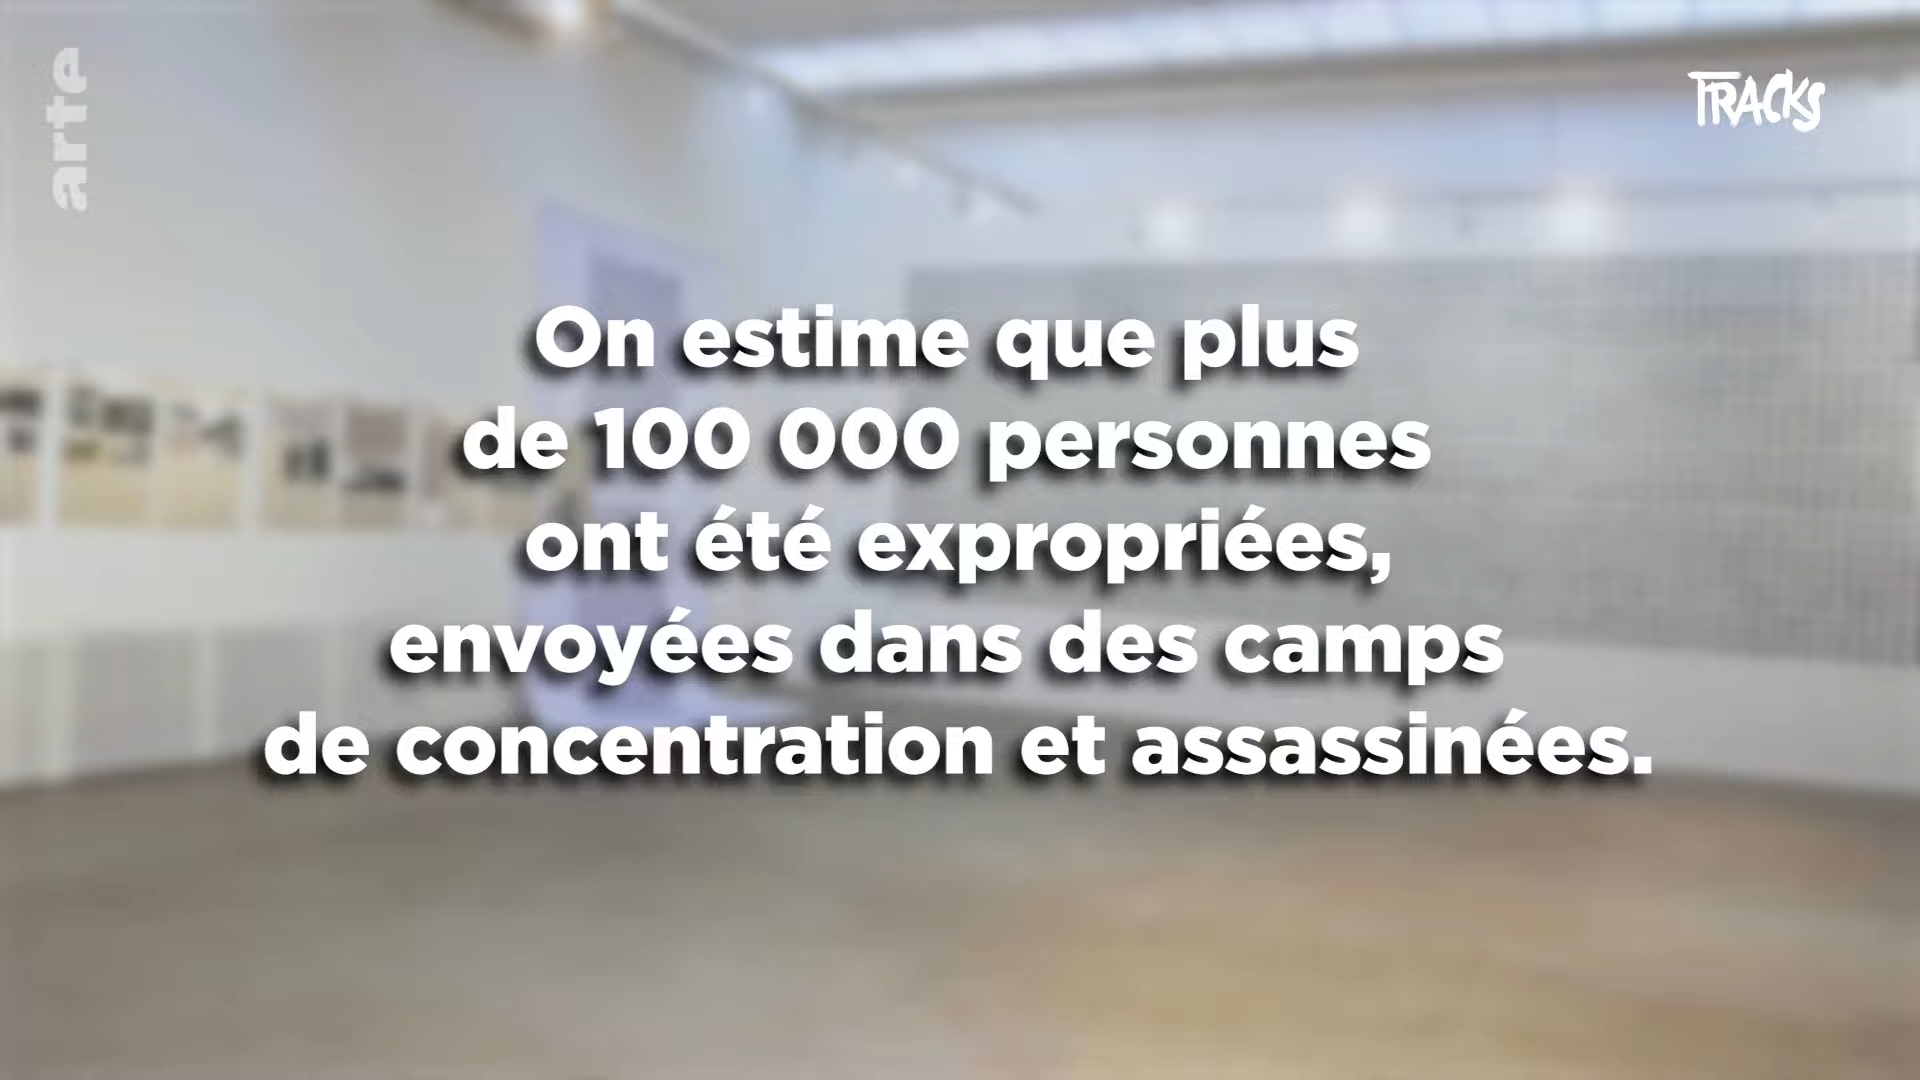 arte
TRACKS
On estime que plus
de 100 000 personnes
ont été expropriées,
envoyées dans des camps
de concentration et assassinées.